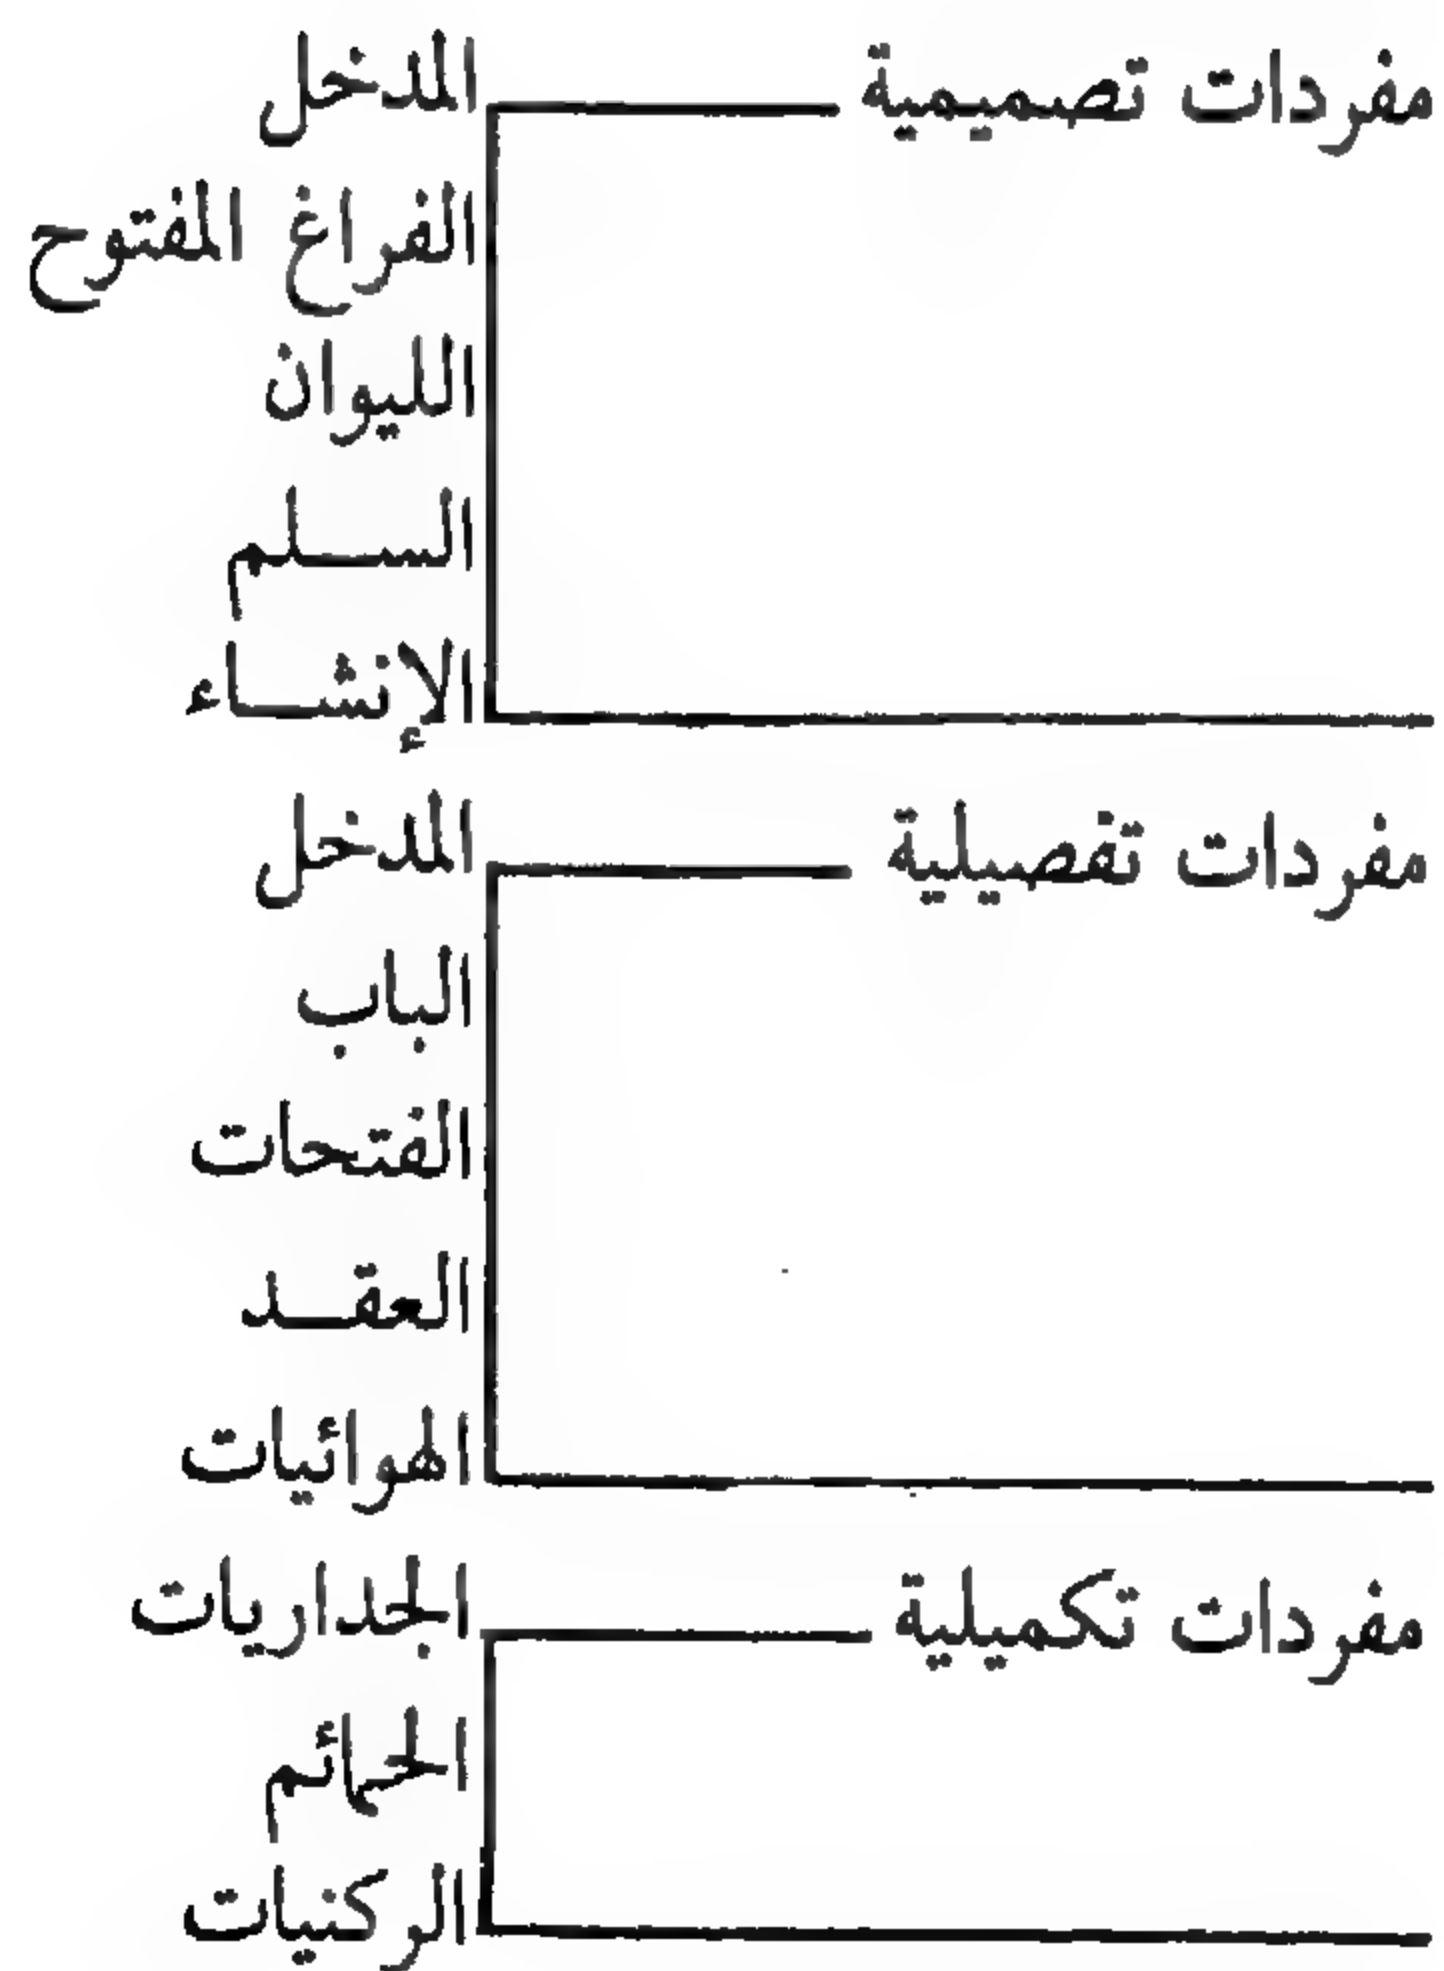 مفردات تصميمية المدخل
الفراغ المفتوح
الليوان
السلم
الإنشاء
مفردات تفصيلية المدخل
الباب
الفتحات
العقد
الهوائيات
مفردات تكميلية الجداريات
الحمائم
الركنيات